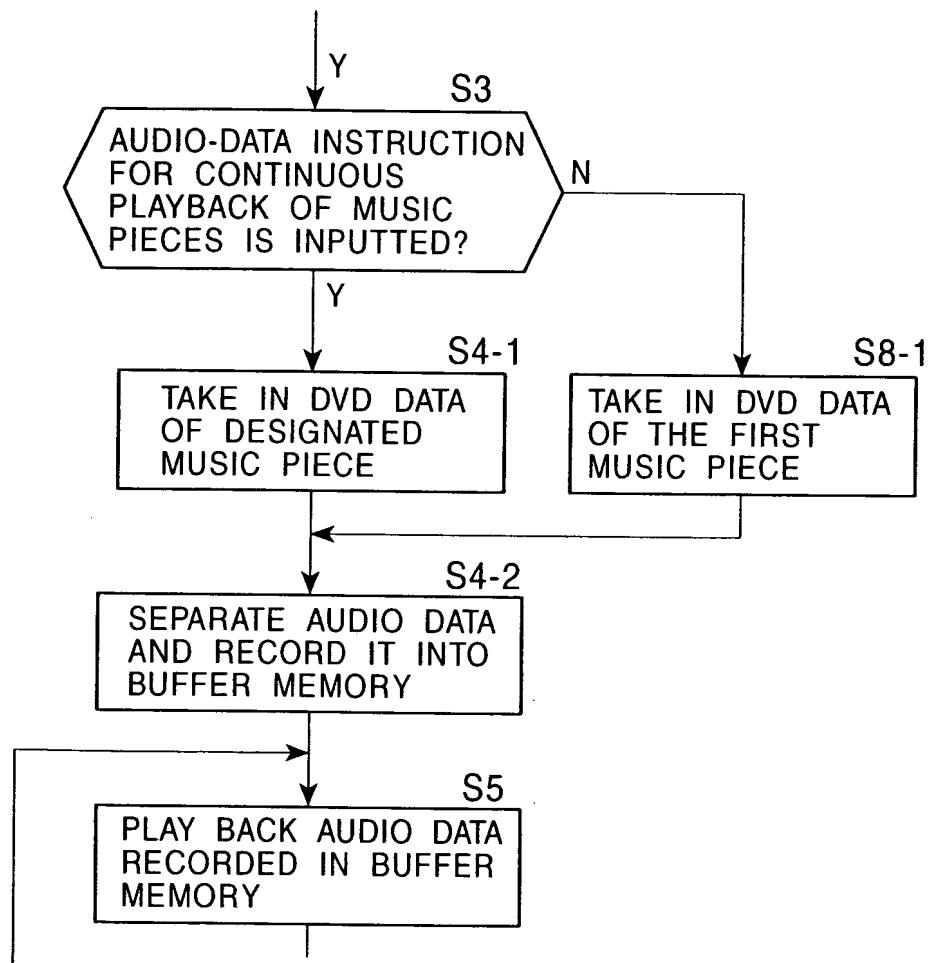 Y
S3
AUDIO-DATA INSTRUCTION
FOR CONTINUOUS
PLAYBACK OF MUSIC
PIECES IS INPUTTED?
N
Y
S4-1
TAKE IN DVD DATA
OF DESIGNATED
MUSIC PIECE
S8-1
TAKE IN DVD DATA
OF THE FIRST
MUSIC PIECE
S4-2
SEPARATE AUDIO DATA
AND RECORD IT INTO
BUFFER MEMORY
S5
PLAY BACK AUDIO DATA
RECORDED IN BUFFER
MEMORY